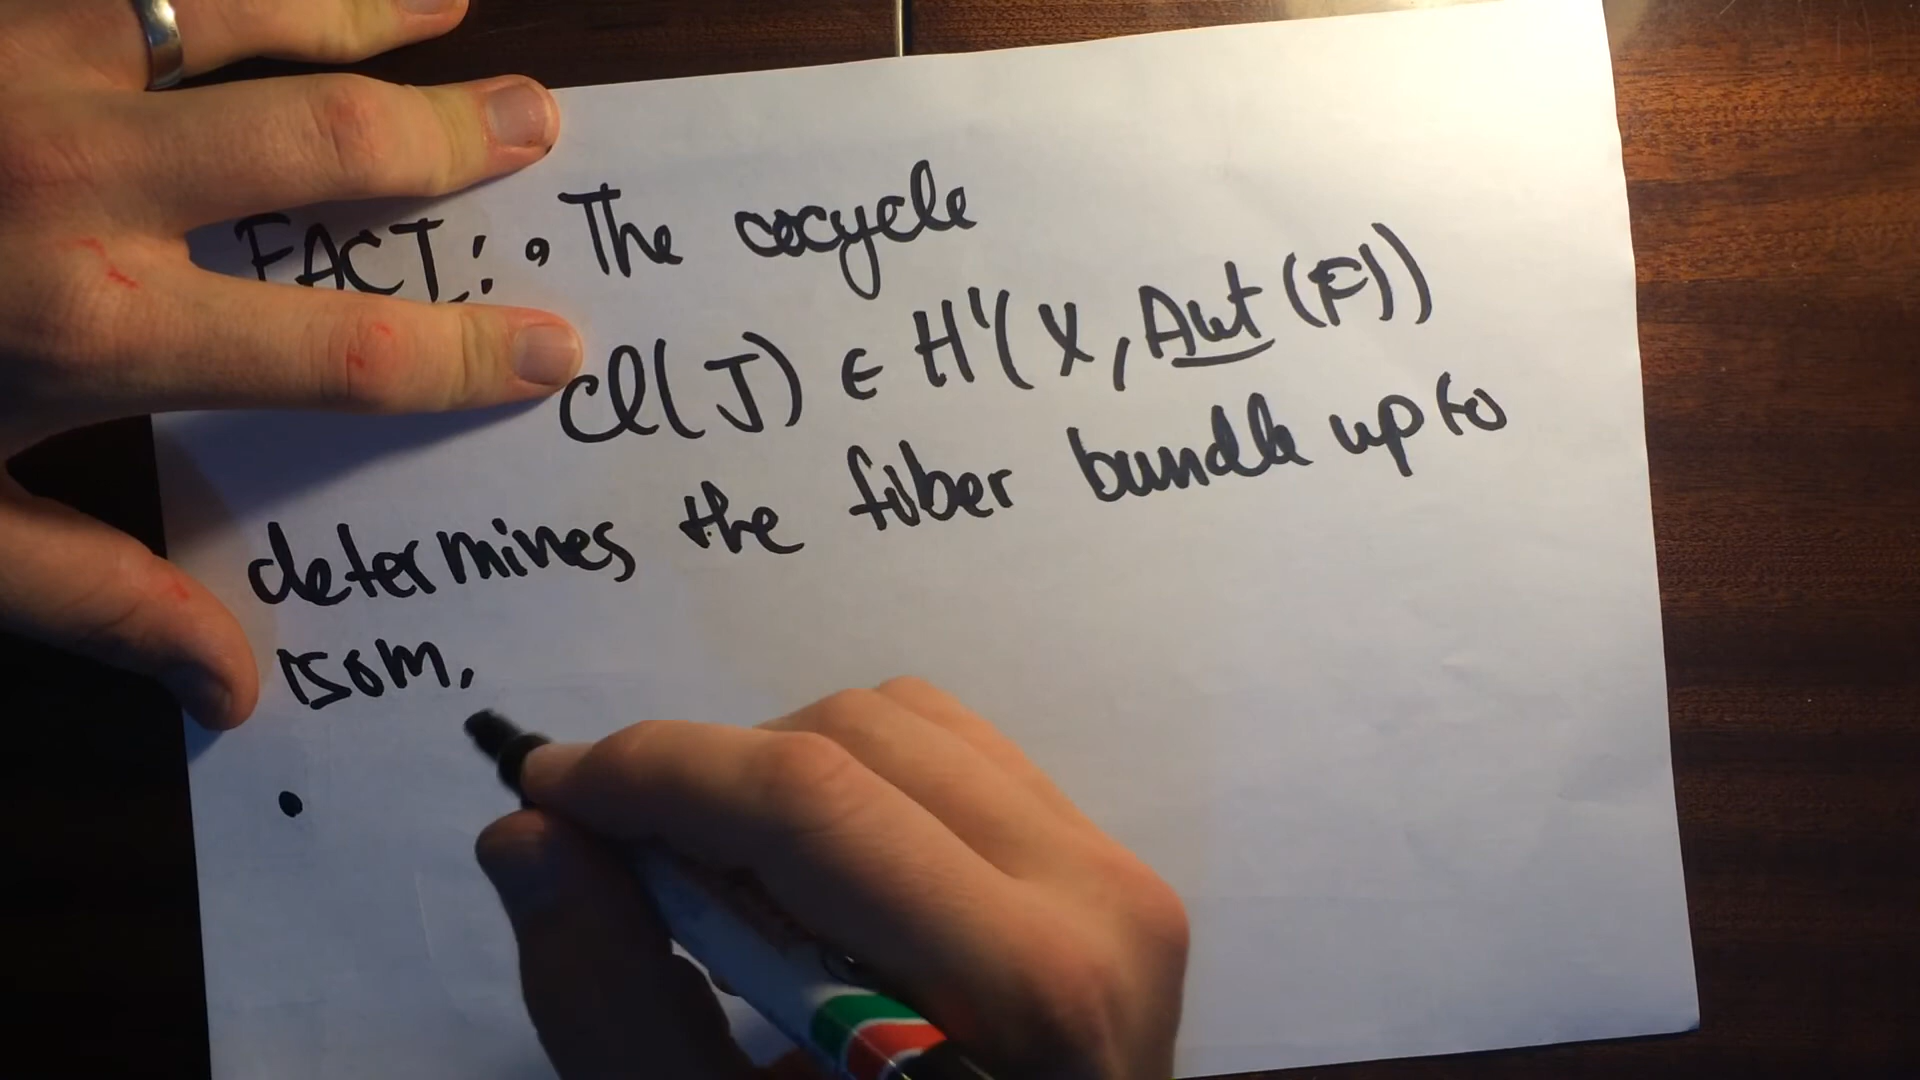 FACT: • The cocycle
cl(J) ∈ H¹(X, Aut(F))
determines the fiber bundle up to
isom.
•